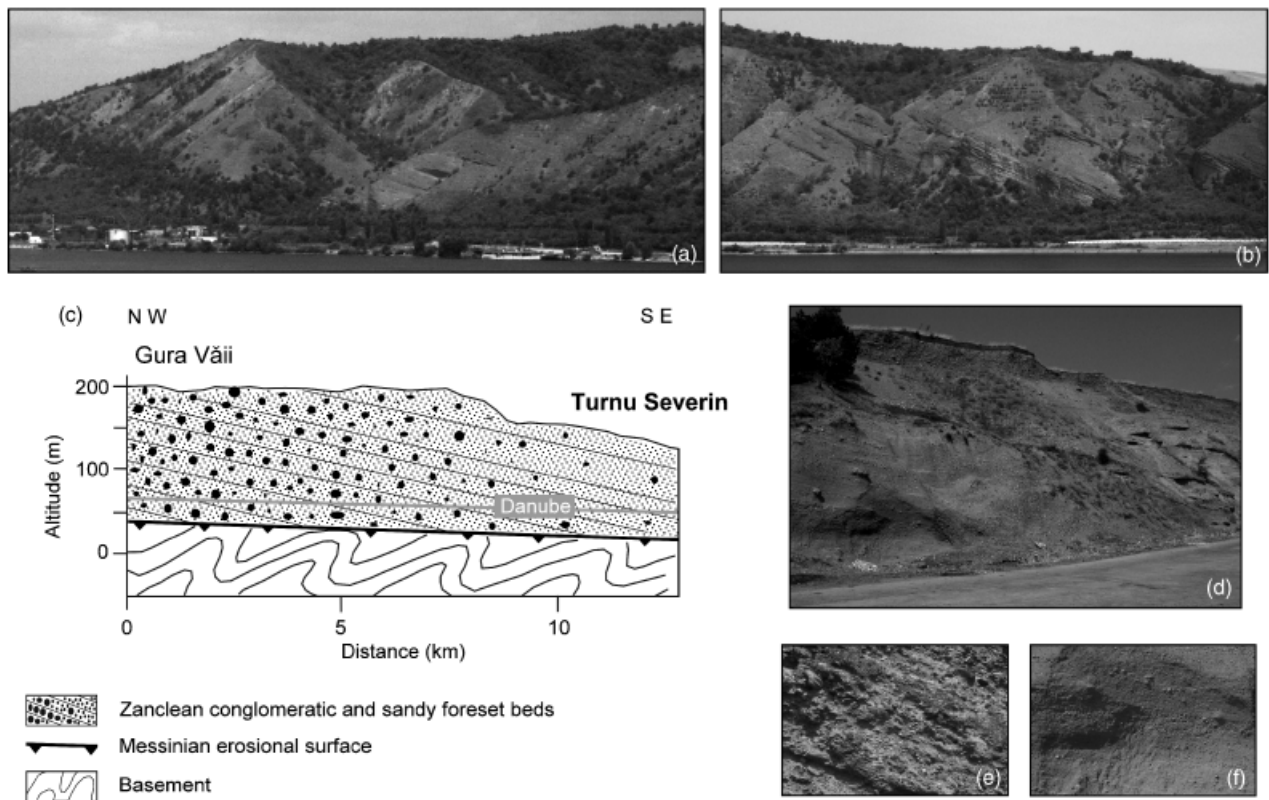 (a)
(b)
(c) N W S E
Gura Văii
Turnu Severin
200
100
0
Altitude (m)
Danube
0 5 10
Distance (km)
Zanclean conglomeratic and sandy foreset beds
Messinian erosional surface
Basement
(d)
(e)
(f)